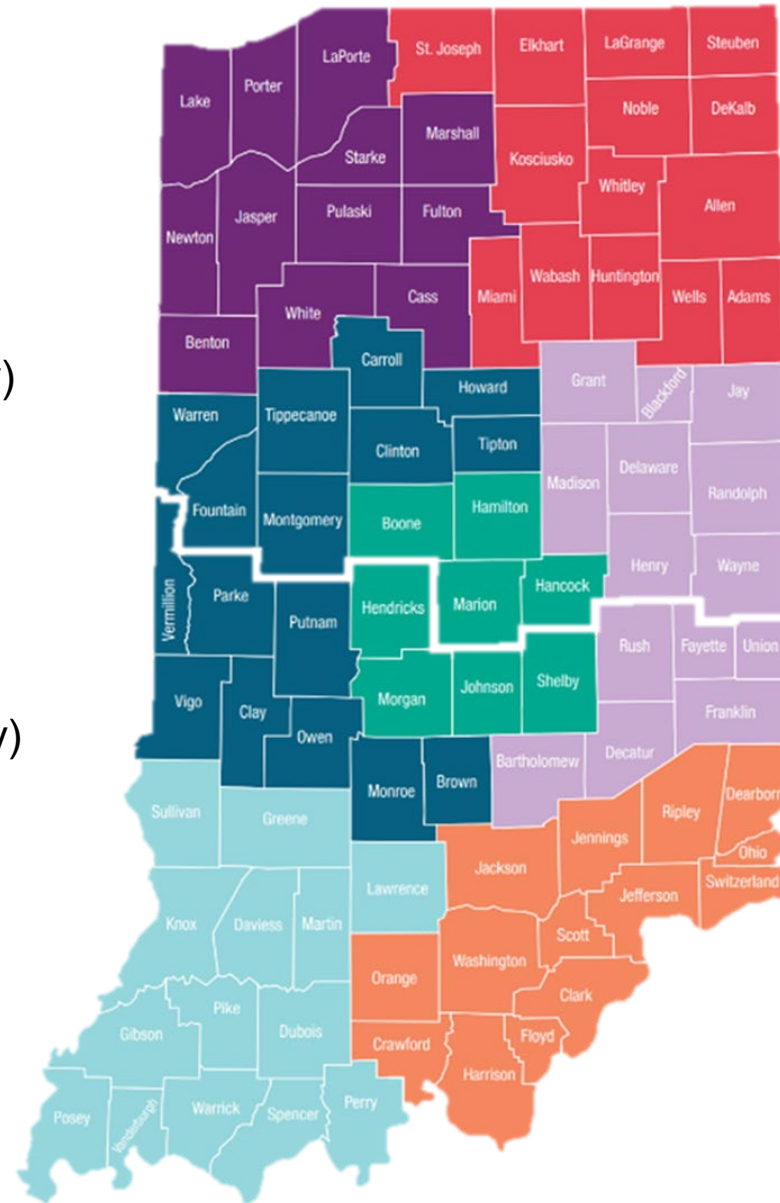 LaPorte
St. Joseph
Elkhart
LaGrange
Steuben
Lake
Porter
Noble
DeKalb
Marshall
Starke
Kosciusko
Whitley
Allen
Newton
Jasper
Pulaski
Fulton
Miami
Wabash
Huntington
Wells
Adams
White
Cass
Benton
Carroll
)
Grant
Blackford
Jay
Howard
Warren
Tippecanoe
Clinton
Tipton
Madison
Delaware
Randolph
Fountain
Montgomery
Boone
Hamilton
Henry
Wayne
Vermillion
Parke
Putnam
Hendricks
Marion
Hancock
Rush
Fayette
Union
Vigo
Clay
Owen
Morgan
Johnson
Shelby
Franklin
y)
Monroe
Brown
Bartholomew
Decatur
Sullivan
Greene
Jennings
Ripley
Dearborn
Ohio
Lawrence
Jackson
Jefferson
Switzerland
Knox
Daviess
Martin
Orange
Washington
Scott
Clark
Gibson
Pike
Dubois
Crawford
Floyd
Harrison
Posey
Vanderburgh
Warrick
Spencer
Perry